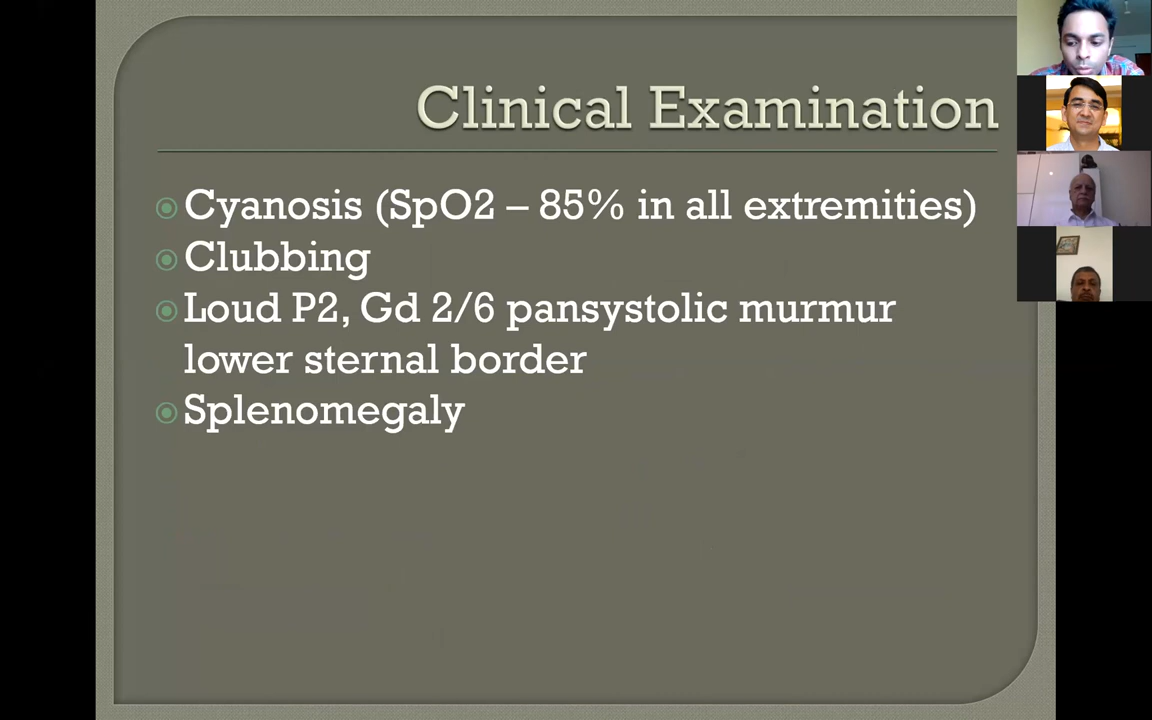 Clinical Examination
Cyanosis (SpO2 – 85% in all extremities)
Clubbing
Loud P2, Gd 2/6 pansystolic murmur
lower sternal border
Splenomegaly